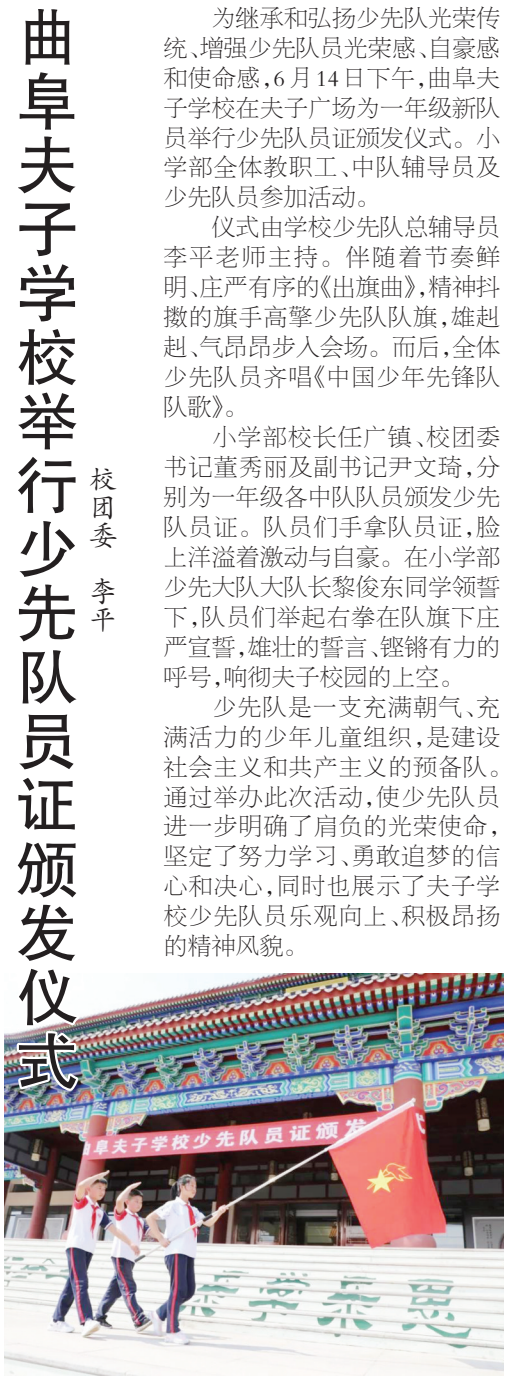 曲阜夫子学校举行少先队员证颁发仪式
校团委 李平
为继承和弘扬少先队光荣传
统、增强少先队员光荣感、自豪感
和使命感,6月14日下午,曲阜夫
子学校在夫子广场为一年级新队
员举行少先队员证颁发仪式。小
学部全体教职工、中队辅导员及
少先队员参加活动。
仪式由学校少先队总辅导员
李平老师主持。伴随着节奏鲜
明、庄严有序的《出旗曲》,精神抖
擞的旗手高擎少先队队旗,雄赳
赳、气昂昂步入会场。而后,全体
少先队员齐唱《中国少年先锋队
队歌》。
小学部校长任广镇、校团委
书记董秀丽及副书记尹文琦,分
别为一年级各中队队员颁发少先
队员证。队员们手拿队员证,脸
上洋溢着激动与自豪。在小学部
少先大队大队长黎俊东同学领誓
下,队员们举起右拳在队旗下庄
严宣誓,雄壮的誓言、铿锵有力的
呼号,响彻夫子校园的上空。
少先队是一支充满朝气、充
满活力的少年儿童组织,是建设
社会主义和共产主义的预备队。
通过举办此次活动,使少先队员
进一步明确了肩负的光荣使命,
坚定了努力学习、勇敢追梦的信
心和决心,同时也展示了夫子学
校少先队员乐观向上、积极昂扬
的精神风貌。
曲阜夫子学校少先队员证颁发